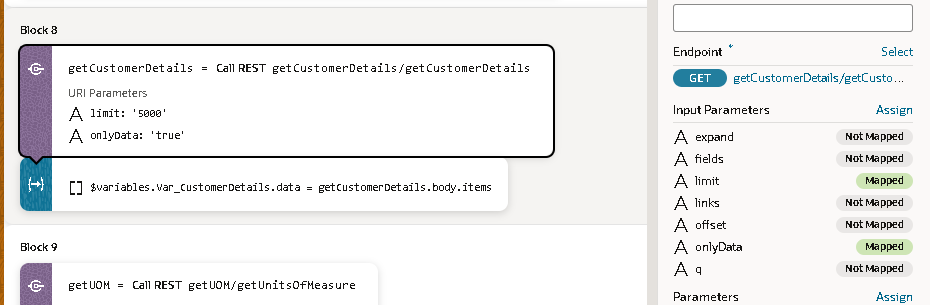 Block 8
getCustomerDetails = Call REST getCustomerDetails/getCustomerDetails
URI Parameters
limit: '5000'
onlyData: 'true'
$variables.Var_CustomerDetails.data = getCustomerDetails.body.items
Block 9
getUOM = Call REST getUOM/getUnitsOfMeasure
Endpoint * Select
GET getCustomerDetails/getCusto...
Input Parameters Assign
expand Not Mapped
fields Not Mapped
limit Mapped
links Not Mapped
offset Not Mapped
onlyData Mapped
q Not Mapped
Parameters Assign